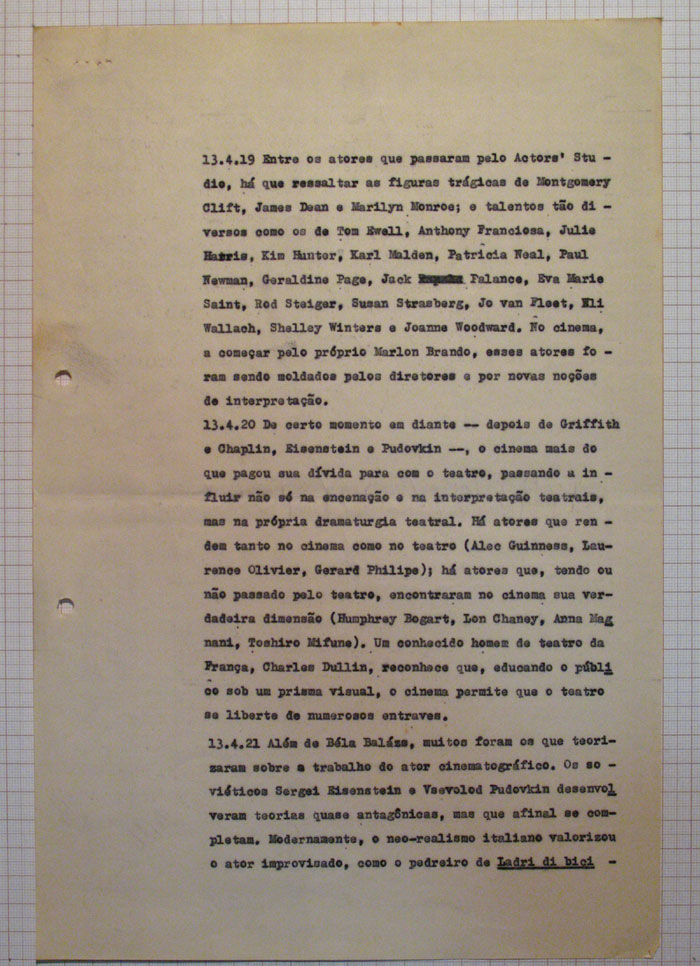 13.4.19 Entre os atores que passaram pelo Actors' Stu -
dio, há que ressaltar as figuras trágicas de Montgomery
Clift, James Dean e Marilyn Monroe; e talentos tão di -
versos como os de Tom Ewell, Anthony Franciosa, Julie
Harris, Kim Hunter, Karl Malden, Patrícia Neal, Paul
Newman, Geraldine Page, Jack Palance, Eva Marie
Saint, Rod Steiger, Susan Strasberg, Jo van Fleet, Eli
Wallach, Shelley Winters e Joanne Woodward. No cinema,
a começar pelo próprio Marlon Brando, esses atores fo -
ram sendo moldados pelos diretores e por novas noções
de interpretação.
13.4.20 De certo momento em diante -- depois de Griffith
e Chaplin, Eisenstein e Pudovkin --, o cinema mais do
que pagou sua dívida para com o teatro, passando a in -
fluir não só na encenação e na interpretação teatrais,
mas na própria dramaturgia teatral. Há atores que ren -
dem tanto no cinema como no teatro (Alec Guinness, Lau-
rence Olivier, Gerard Philipe); há atores que, tendo ou
não passado pelo teatro, encontraram no cinema sua ver-
dadeira dimensão (Humphrey Bogart, Lon Chaney, Anna Mag
nani, Toshiro Mifune). Um conhecido homem de teatro da
França, Charles Dullin, reconhece que, educando o públi
co sob um prisma visual, o cinema permite que o teatro
se liberte de numerosos entraves.
13.4.21 Além de Béla Balázs, muitos foram os que teori-
zaram sobre o trabalho do ator cinematográfico. Os so -
viéticos Sergei Eisenstein e Vsevolod Pudovkin desenvol
veram teorias quase antagônicas, mas que afinal se com-
pletam. Modernamente, o neo-realismo italiano valorizou
o ator improvisado, como o pedreiro de Ladri di bici -